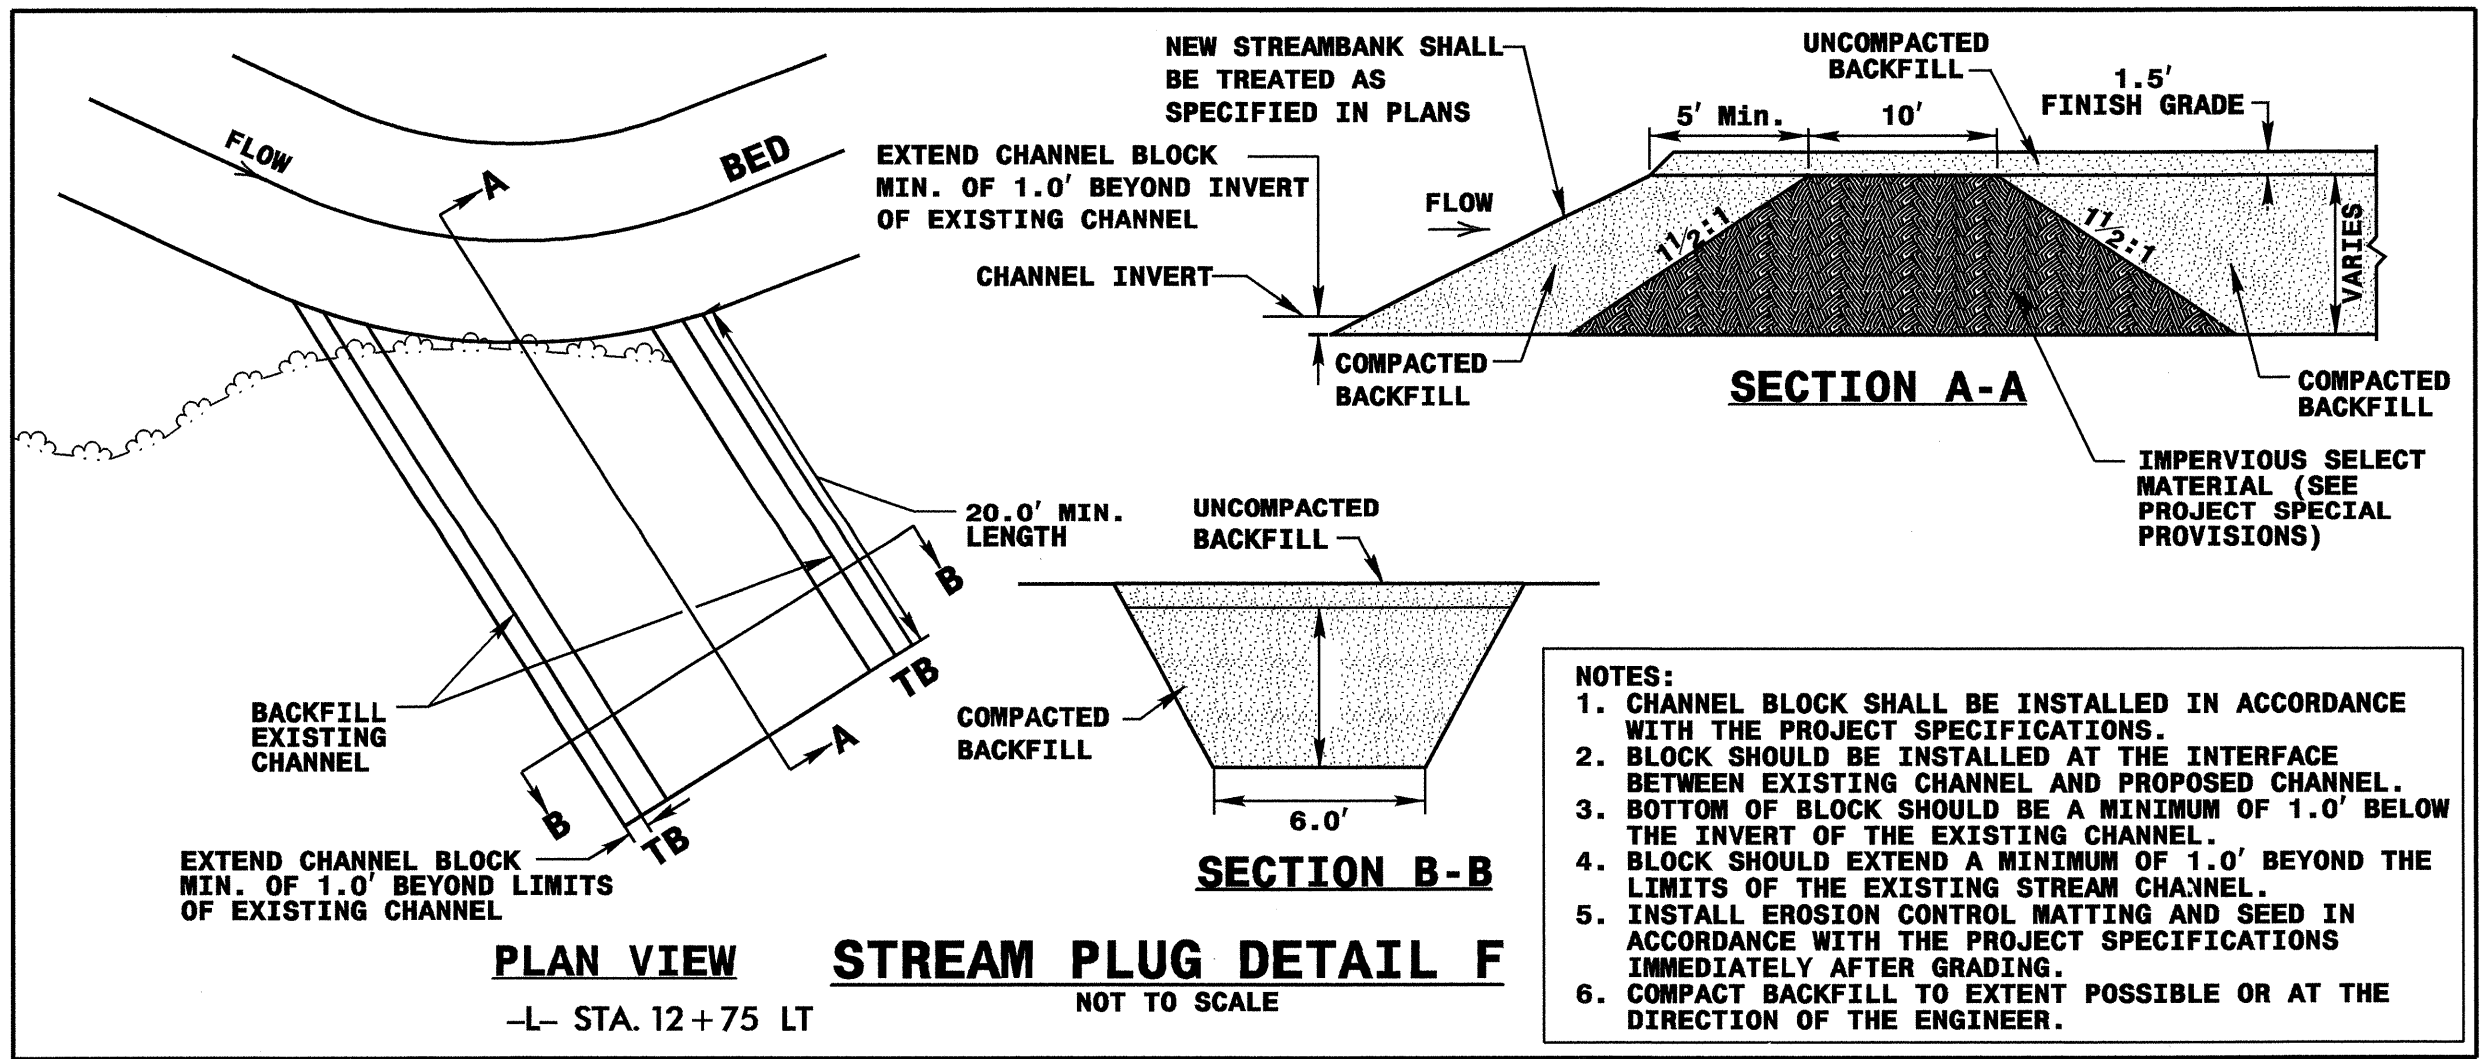 FLOW
BED
A
20.0' MIN.
LENGTH
B
TB
A
BACKFILL
EXISTING
CHANNEL
B
TB
EXTEND CHANNEL BLOCK
MIN. OF 1.0' BEYOND LIMITS
OF EXISTING CHANNEL
PLAN VIEW
–L– STA. 12+75 LT
NEW STREAMBANK SHALL
BE TREATED AS
SPECIFIED IN PLANS
UNCOMPACTED
BACKFILL
1.5'
FINISH GRADE
5' Min.
10'
EXTEND CHANNEL BLOCK
MIN. OF 1.0' BEYOND INVERT
OF EXISTING CHANNEL
FLOW
1 1/2:1
1 1/2:1
VARIES
CHANNEL INVERT
COMPACTED
BACKFILL
SECTION A-A
COMPACTED
BACKFILL
IMPERVIOUS SELECT
MATERIAL (SEE
PROJECT SPECIAL
PROVISIONS)
UNCOMPACTED
BACKFILL
COMPACTED
BACKFILL
6.0'
SECTION B-B
STREAM PLUG DETAIL F
NOT TO SCALE
NOTES:
1. CHANNEL BLOCK SHALL BE INSTALLED IN ACCORDANCE
WITH THE PROJECT SPECIFICATIONS.
2. BLOCK SHOULD BE INSTALLED AT THE INTERFACE
BETWEEN EXISTING CHANNEL AND PROPOSED CHANNEL.
3. BOTTOM OF BLOCK SHOULD BE A MINIMUM OF 1.0' BELOW
THE INVERT OF THE EXISTING CHANNEL.
4. BLOCK SHOULD EXTEND A MINIMUM OF 1.0' BEYOND THE
LIMITS OF THE EXISTING STREAM CHANNEL.
5. INSTALL EROSION CONTROL MATTING AND SEED IN
ACCORDANCE WITH THE PROJECT SPECIFICATIONS
IMMEDIATELY AFTER GRADING.
6. COMPACT BACKFILL TO EXTENT POSSIBLE OR AT THE
DIRECTION OF THE ENGINEER.